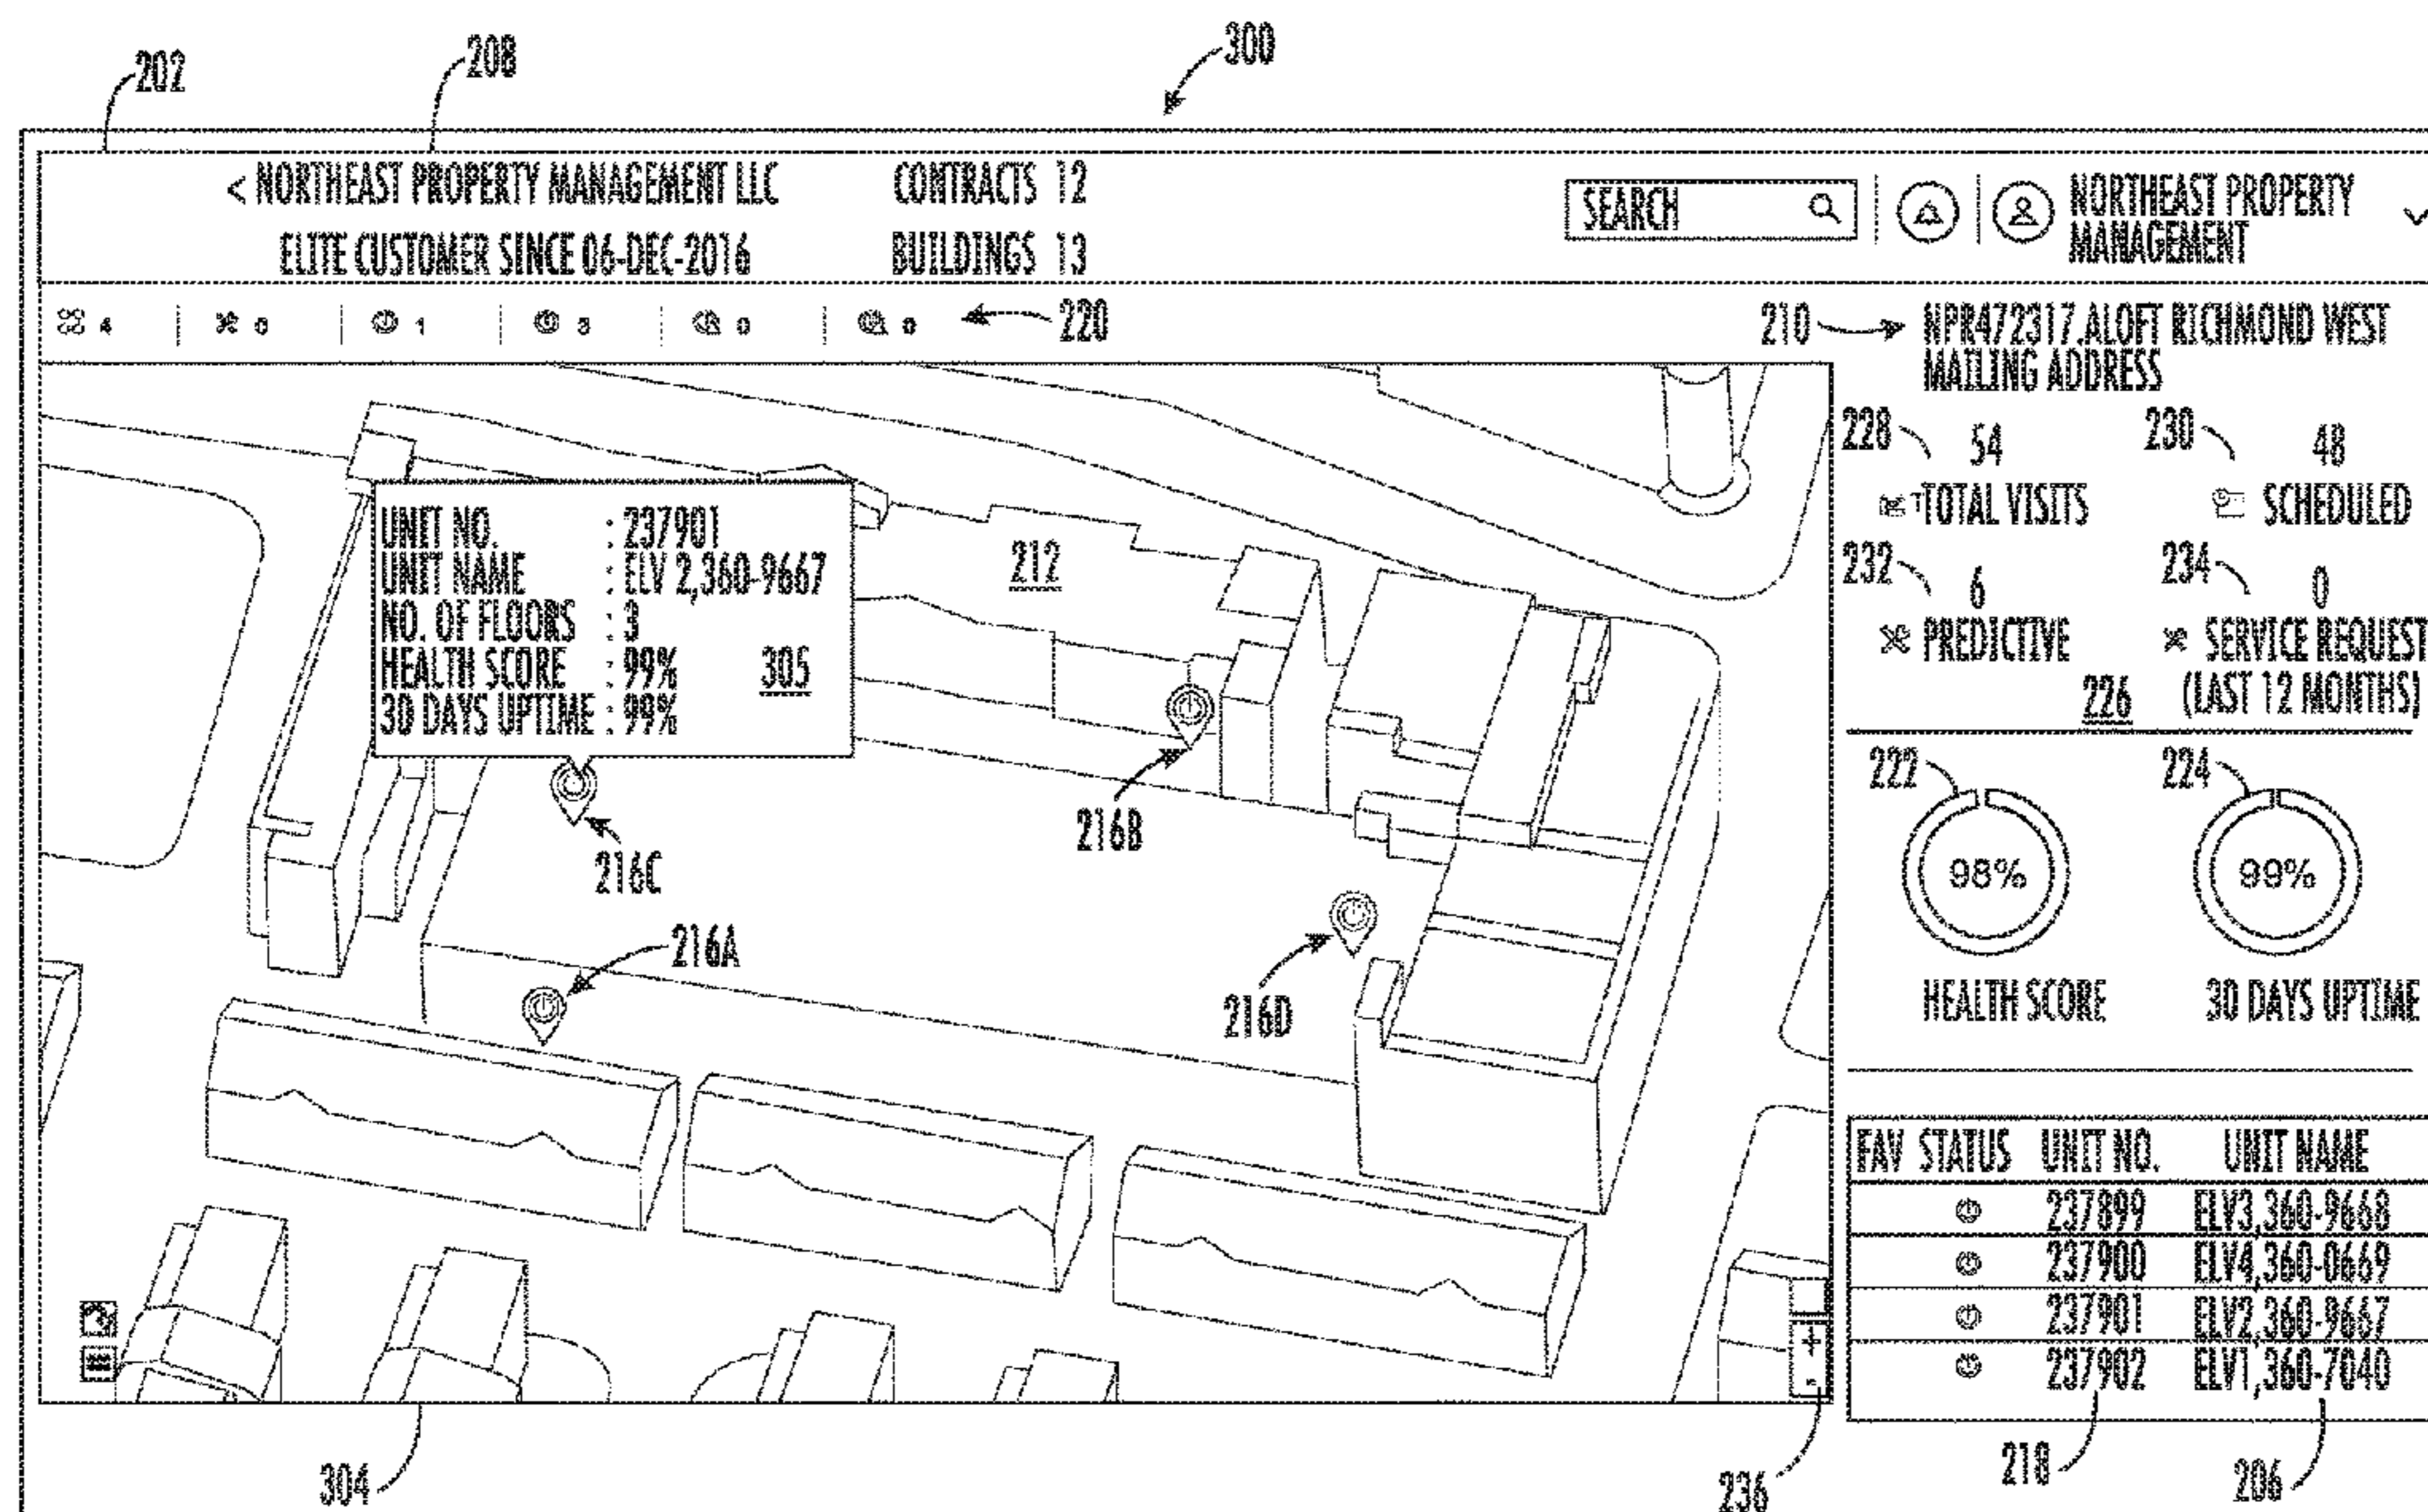 202
208
300
< NORTHEAST PROPERTY MANAGEMENT LLC CONTRACTS 12
ELITE CUSTOMER SINCE 06-DEC-2016 BUILDINGS 13
SEARCH
NORTHEAST PROPERTY
MANAGEMENT
4 0 1 3 0 0 220
210 NPR472317.ALOFT RICHMOND WEST
MAILING ADDRESS
228 54 230 48
TOTAL VISITS SCHEDULED
232 6 234 0
PREDICTIVE SERVICE REQUEST
226 (LAST 12 MONTHS)
UNIT NO. : 237901
UNIT NAME : ELV 2,360-9667
NO. OF FLOORS : 3
HEALTH SCORE : 99% 305
30 DAYS UPTIME : 99%
212
216B
216C
216A
216D
222 224
98% 99%
HEALTH SCORE 30 DAYS UPTIME
FAV STATUS UNIT NO. UNIT NAME
237899 ELV3,360-9668
237900 ELV4,360-0669
237901 ELV2,360-9667
237902 ELV1,360-7040
+
-
304
236
218
206